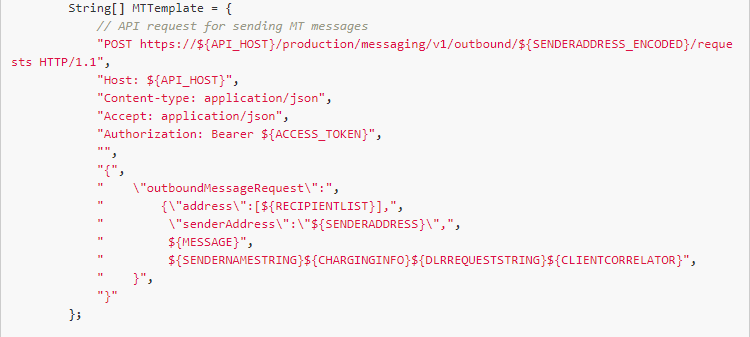 String[] MTTemplate = {
// API request for sending MT messages
"POST https://${API_HOST}/production/messaging/v1/outbound/${SENDERADDRESS_ENCODED}/reque
sts HTTP/1.1",
"Host: ${API_HOST}",
"Content-type: application/json",
"Accept: application/json",
"Authorization: Bearer ${ACCESS_TOKEN}",
"",
"{",
"    \"outboundMessageRequest\":",
"        {\"address\":[${RECIPIENTLIST}],",
"         \"senderAddress\":\"${SENDERADDRESS}\",",
"         ${MESSAGE}",
"         ${SENDERNAMESTRING}${CHARGINGINFO}${DLRREQUESTSTRING}${CLIENTCORRELATOR}",
"    }",
"}"
};